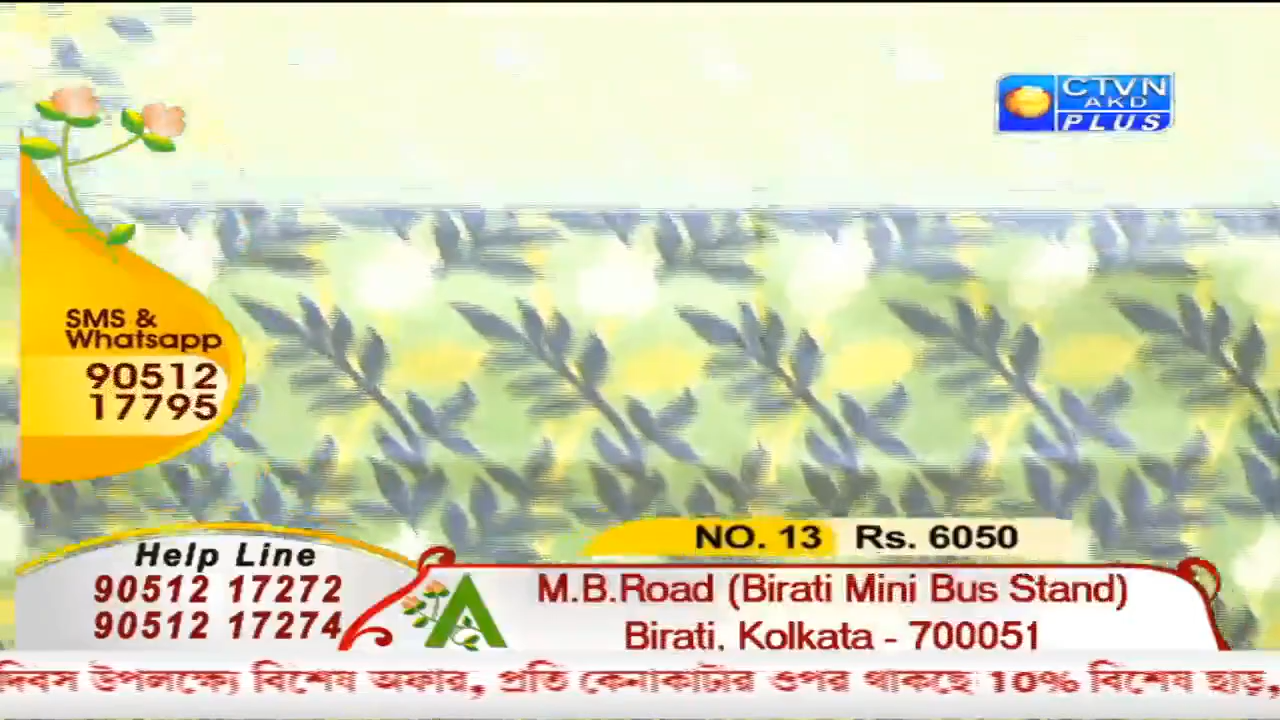 CTVN
AKD
PLUS
SMS &
Whatsapp
90512
17795
NO. 13 Rs. 6050
Help Line
90512 17272
90512 17274
M.B.Road (Birati Mini Bus Stand)
Birati, Kolkata - 700051
দিবস উপলক্ষ্যে বিশেষ অফার, প্রতি কেনাকাটার ওপর থাকছে 10% বিশেষ ছাড়,